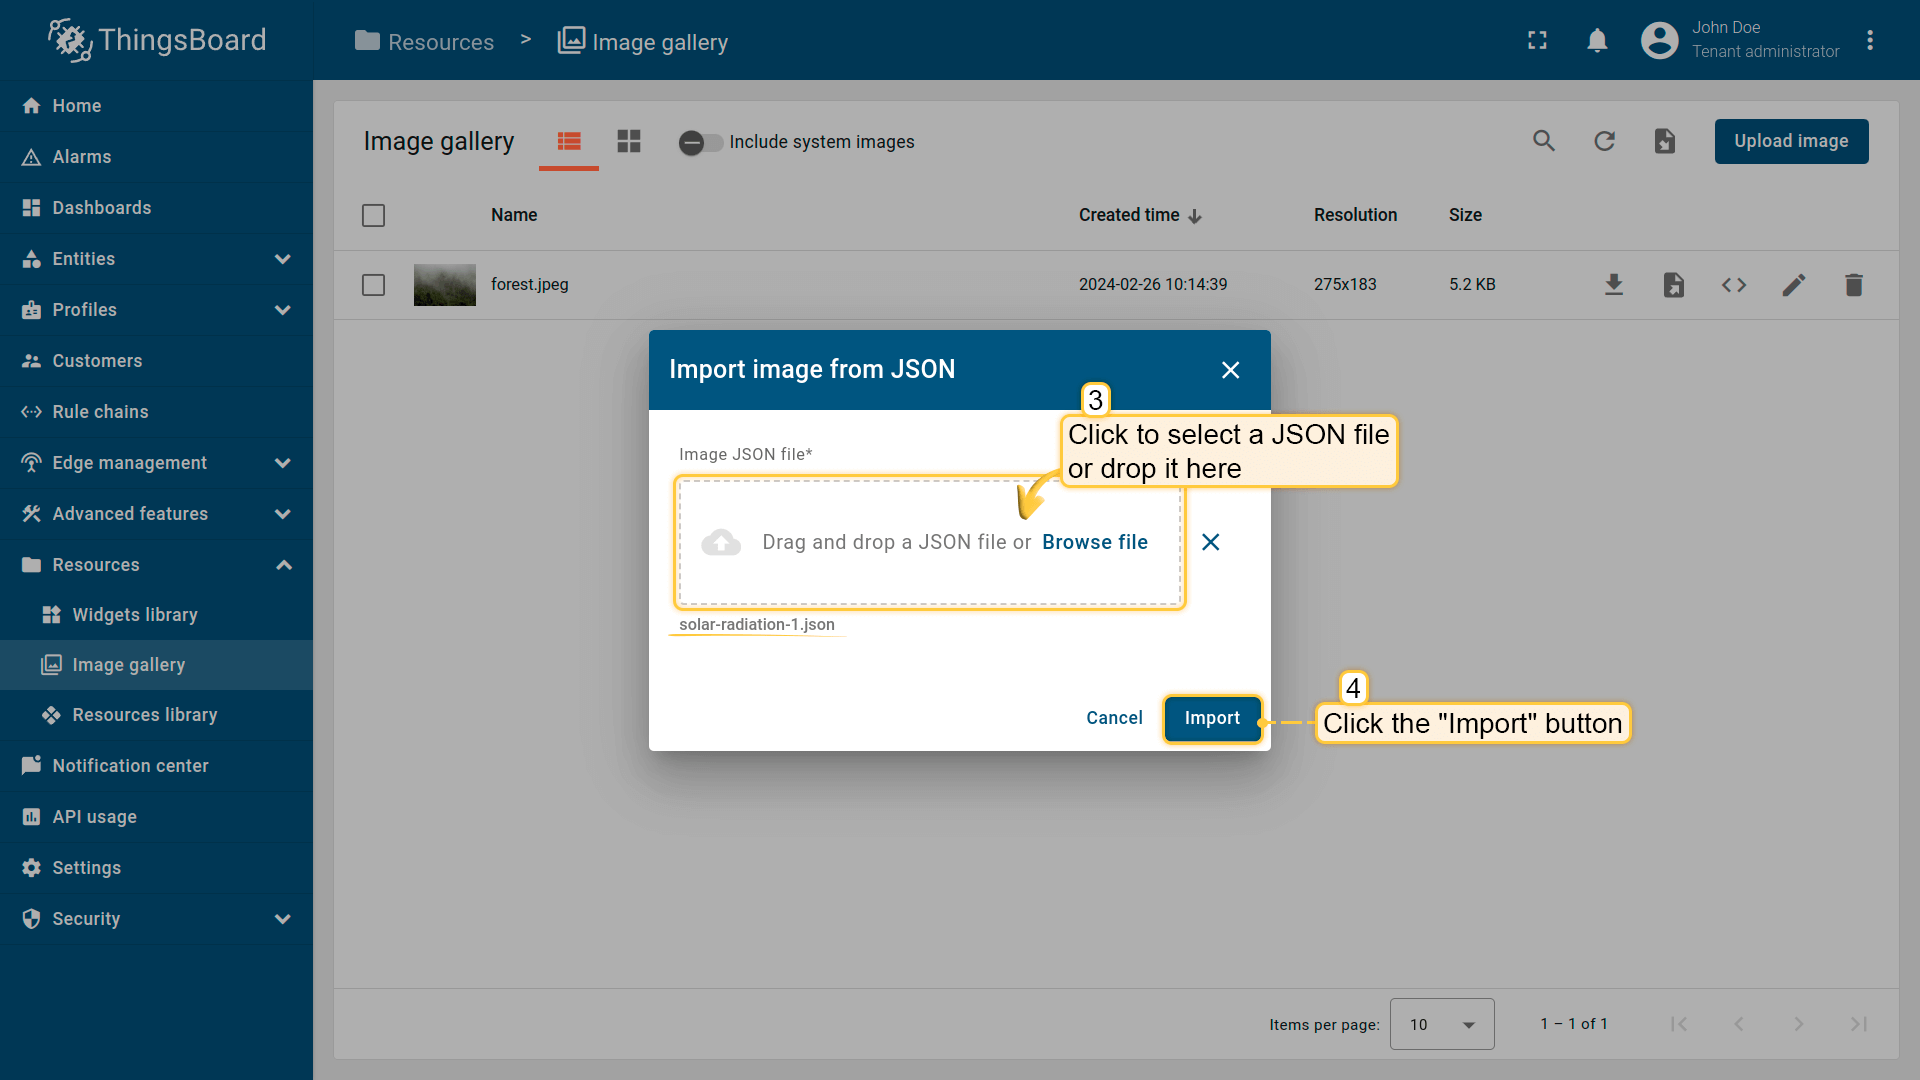 ThingsBoard
Resources > Image gallery
John Doe
Tenant administrator
Home
Alarms
Dashboards
Entities
Profiles
Customers
Rule chains
Edge management
Advanced features
Resources
Widgets library
Image gallery
Resources library
Notification center
API usage
Settings
Security
Image gallery
Include system images
Upload image
Name Created time Resolution Size
forest.jpeg 2024-02-26 10:14:39 275x183 5.2 KB
Import image from JSON
3
Click to select a JSON file
or drop it here
Image JSON file*
Drag and drop a JSON file or Browse file
solar-radiation-1.json
Cancel Import
4
Click the "Import" button
Items per page: 10 1 – 1 of 1